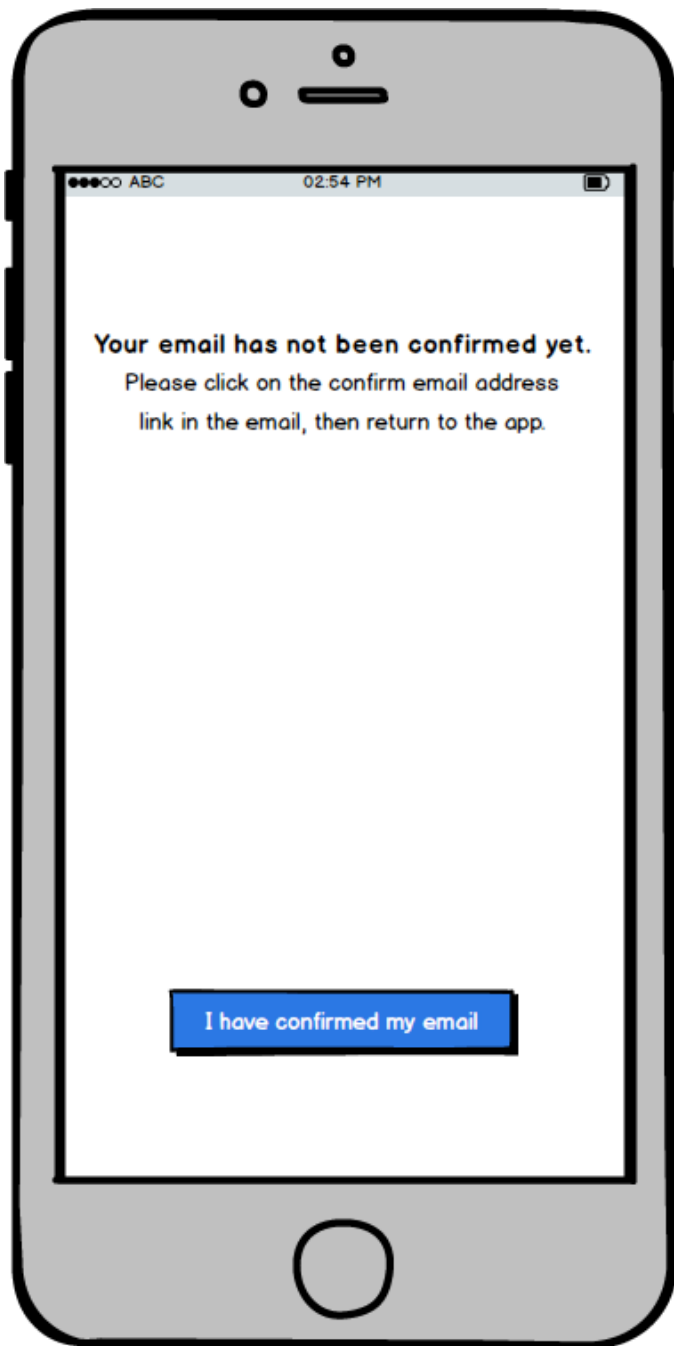 ABC 02:54 PM
Your email has not been confirmed yet.
Please click on the confirm email address
link in the email, then return to the app.
I have confirmed my email